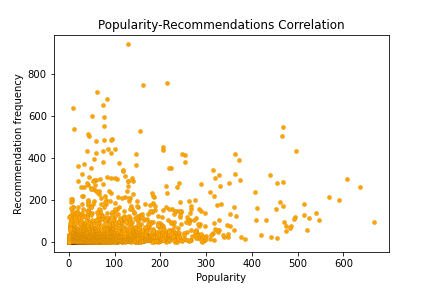 Popularity-Recommendations Correlation
Recommendation frequency
800
600
400
200
0
0 100 200 300 400 500 600
Popularity